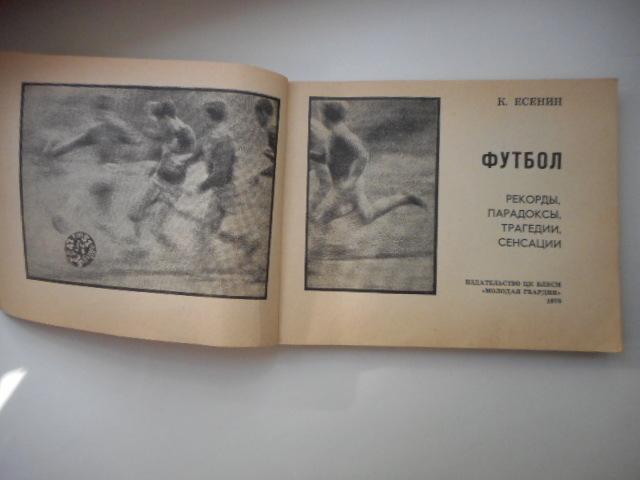 К. ЕСЕНИН
ФУТБОЛ
РЕКОРДЫ,
ПАРАДОКСЫ,
ТРАГЕДИИ,
СЕНСАЦИИ
ИЗДАТЕЛЬСТВО ЦК ВЛКСМ
«МОЛОДАЯ ГВАРДИЯ»